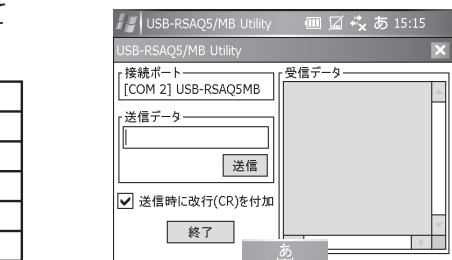 て
USB-RSAQ5/MB Utility あ 15:15
USB-RSAQ5/MB Utility
接続ポート
[COM 2] USB-RSAQ5MB
送信データ
送信
送信時に改行(CR)を付加
終了
受信データ
あ